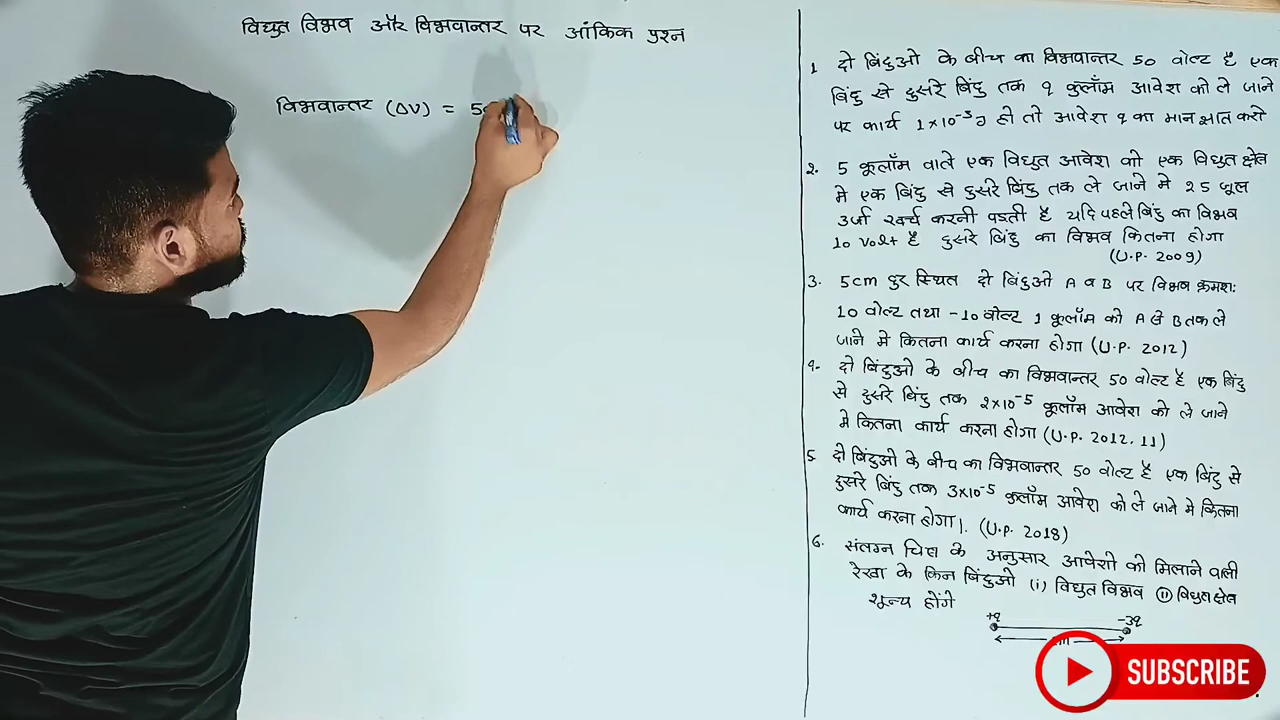 विद्युत विभव और विभवान्तर पर आंकिक प्रश्न
विभवान्तर (ΔV) = 50
1 दो बिंदुओ के बीच का विभवान्तर 50 वोल्ट है एक
बिंदु से दुसरे बिंदु तक q कुलॉम आवेश को ले जाने
पर कार्य 1×10⁻³J हो तो आवेश q का मान ज्ञात करो
2. 5 कूलॉम वाले एक विद्युत आवेश को एक विद्युत क्षेत्र
मे एक बिंदु से दुसरे बिंदु तक ले जाने मे 25 जूल
उर्जा खर्च करनी पडती है यदि पहले बिंदु का विभव
10 volt है दुसरे बिंदु का विभव कितना होगा
(U.P. 2009)
3. 5cm दुर स्थित दो बिंदुओ A व B पर विभव क्रमशः
10 वोल्ट तथा -10 वोल्ट 1 कूलॉम को A से B तक ले
जाने मे कितना कार्य करना होगा (U.P. 2012)
4. दो बिंदुओ के बीच का विभवान्तर 50 वोल्ट है एक बिंदु
से दुसरे बिंदु तक 2×10⁻⁵ कूलॉम आवेश को ले जाने
मे कितना कार्य करना होगा (U.P. 2012, 11)
5. दो बिंदुओ के बीच का विभवान्तर 50 वोल्ट है एक बिंदु से
दुसरे बिंदु तक 3×10⁻⁵ कुलॉम आवेश को ले जाने मे कितना
कार्य करना होगा। (U.P. 2018)
6. संलग्न चित्र के अनुसार आवेशो को मिलाने वाली
रेखा के किन बिंदुओ (i) विद्युत विभव (ii) विद्युत क्षेत्र
शून्य होंगे
+q -3q
SUBSCRIBE